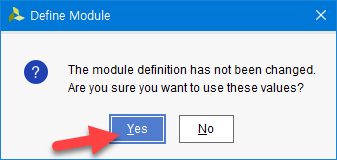 Define Module
The module definition has not been changed.
Are you sure you want to use these values?
Yes
No